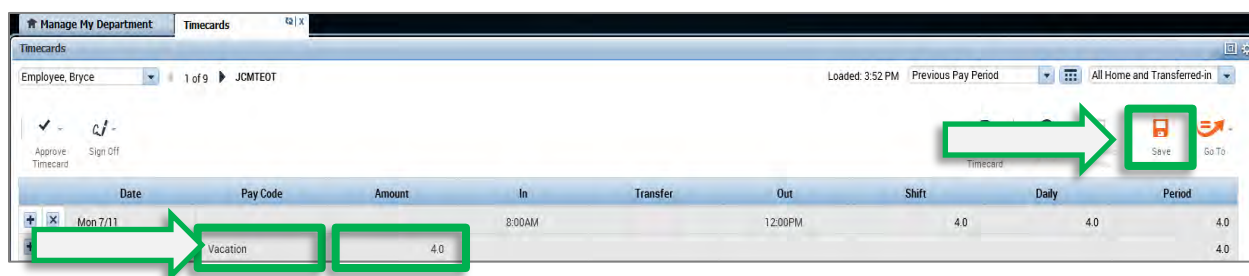 Manage My Department Timecards x
Timecards
Employee, Bryce 1 of 9 JCMTEOT Loaded: 3:52 PM Previous Pay Period All Home and Transferred-in
Approve Timecard Sign Off Timecard Save Go To
Date Pay Code Amount In Transfer Out Shift Daily Period
+ x Mon 7/11 8:00AM 12:00PM 4.0 4.0 4.0
Vacation 4.0 4.0